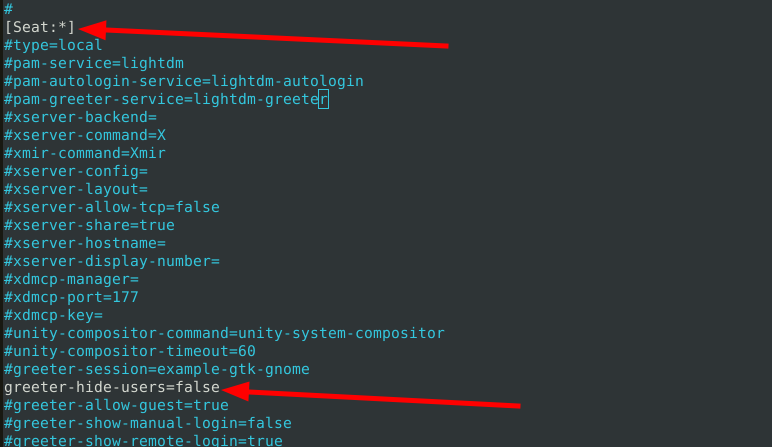 #
[Seat:*]
#type=local
#pam-service=lightdm
#pam-autologin-service=lightdm-autologin
#pam-greeter-service=lightdm-greeter
#xserver-backend=
#xserver-command=X
#xmir-command=Xmir
#xserver-config=
#xserver-layout=
#xserver-allow-tcp=false
#xserver-share=true
#xserver-hostname=
#xserver-display-number=
#xdmcp-manager=
#xdmcp-port=177
#xdmcp-key=
#unity-compositor-command=unity-system-compositor
#unity-compositor-timeout=60
#greeter-session=example-gtk-gnome
greeter-hide-users=false
#greeter-allow-guest=true
#greeter-show-manual-login=false
#greeter-show-remote-login=true